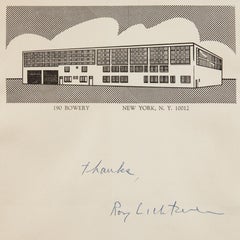 190 BOWERY NEW YORK, N. Y. 10012
thanks,
Roy Lichtenstein